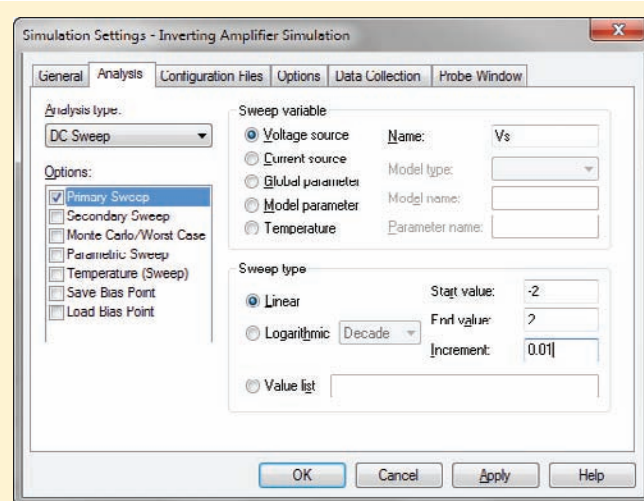 Simulation Settings - Inverting Amplifier Simulation
General Analysis Configuration Files Options Data Collection Probe Window
Analysis type:
DC Sweep
Options:
Primary Sweep
Secondary Sweep
Monte Carlo/Worst Case
Parametric Sweep
Temperature (Sweep)
Save Bias Point
Load Bias Point
Sweep variable
Voltage source
Current source
Global parameter
Model parameter
Temperature
Name: Vs
Model type:
Model name:
Parameter name:
Sweep type
Linear
Logarithmic Decade
Value list
Start value: -2
End value: 2
Increment: 0.01
OK Cancel Apply Help